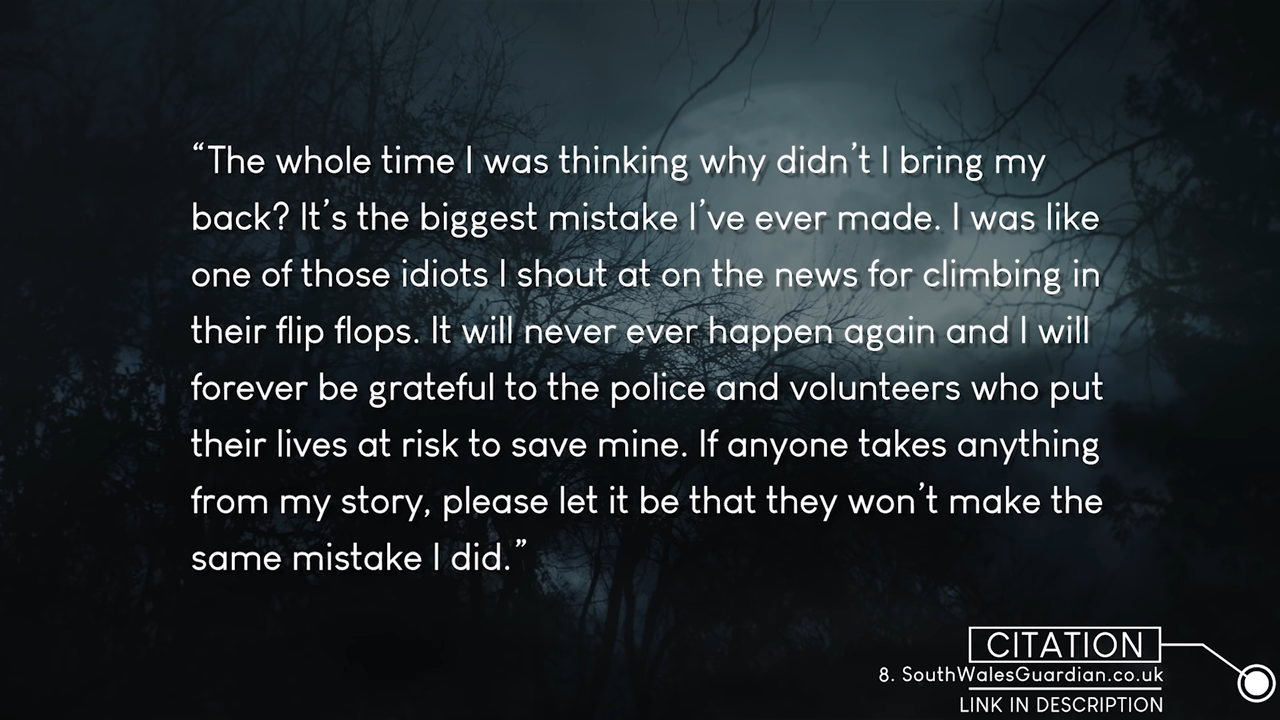 “The whole time I was thinking why didn’t I bring my
back? It’s the biggest mistake I’ve ever made. I was like
one of those idiots I shout at on the news for climbing in
their flip flops. It will never ever happen again and I will
forever be grateful to the police and volunteers who put
their lives at risk to save mine. If anyone takes anything
from my story, please let it be that they won’t make the
same mistake I did.”
CITATION
8. SouthWalesGuardian.co.uk
LINK IN DESCRIPTION